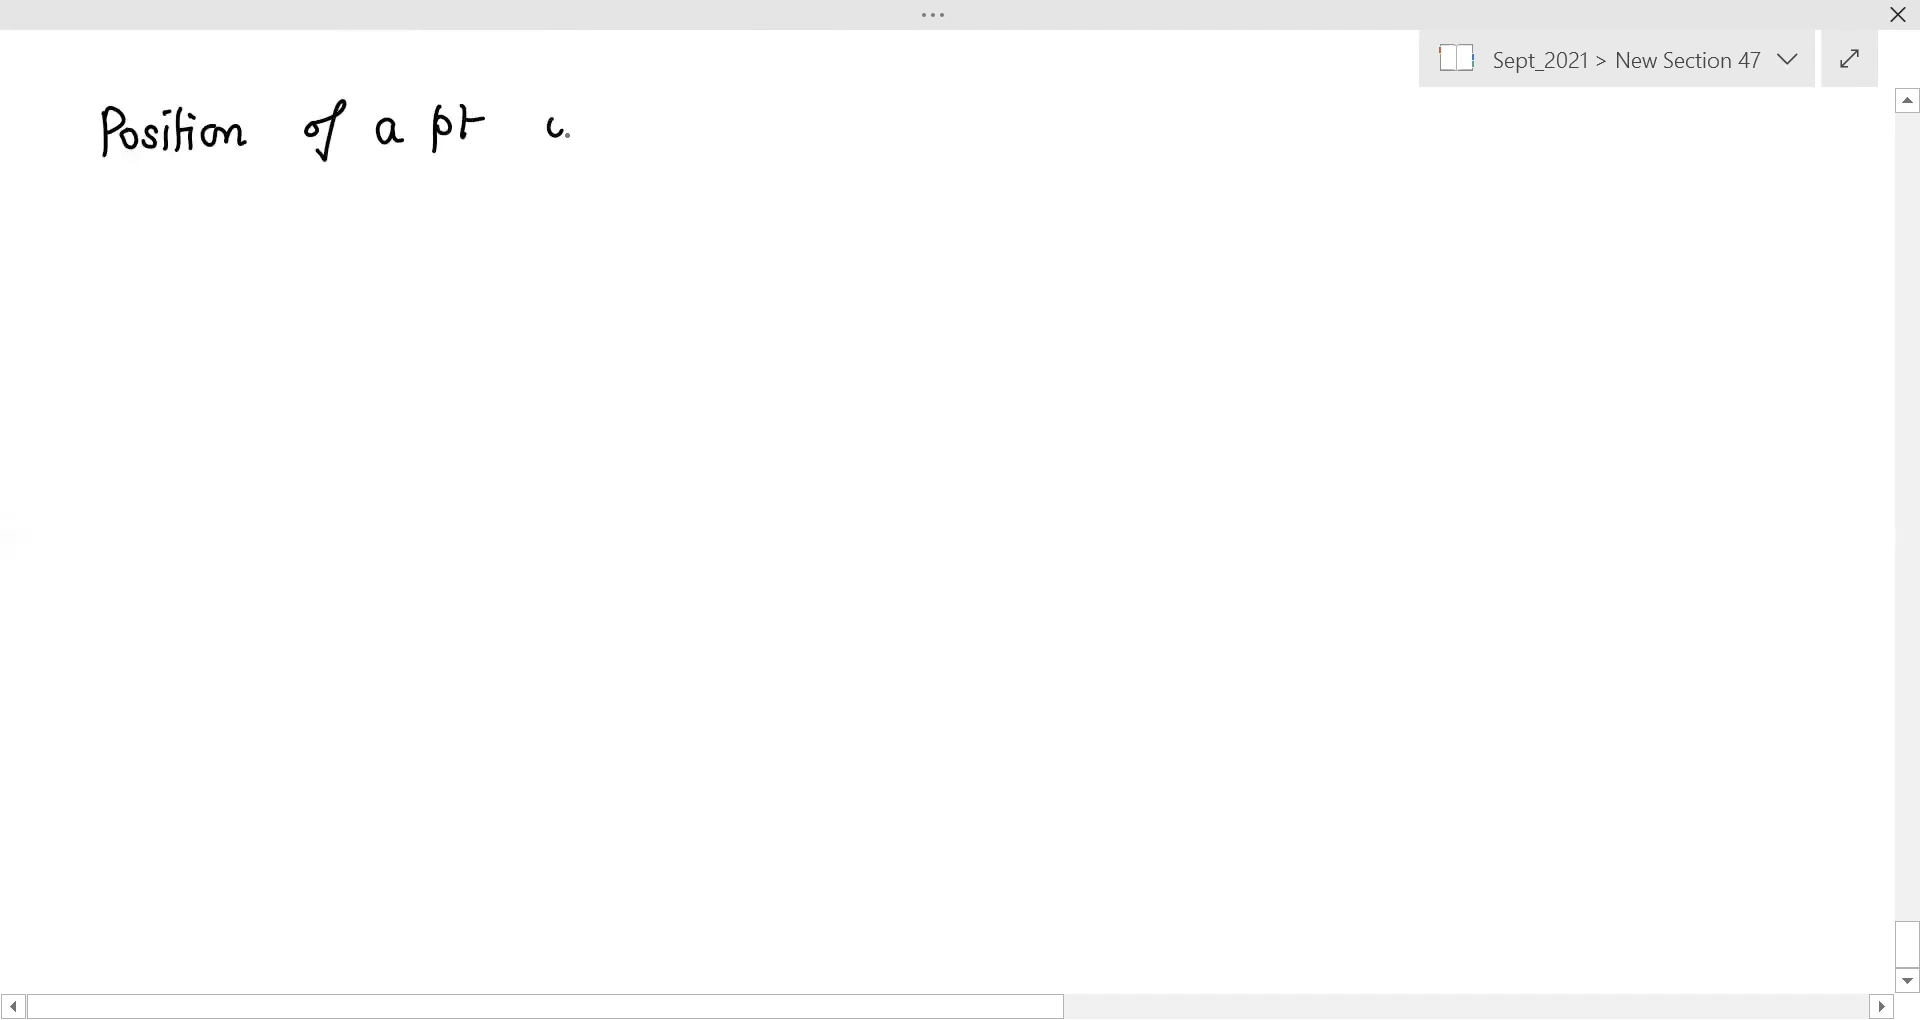 Sept_2021 > New Section 47
Position of a pt